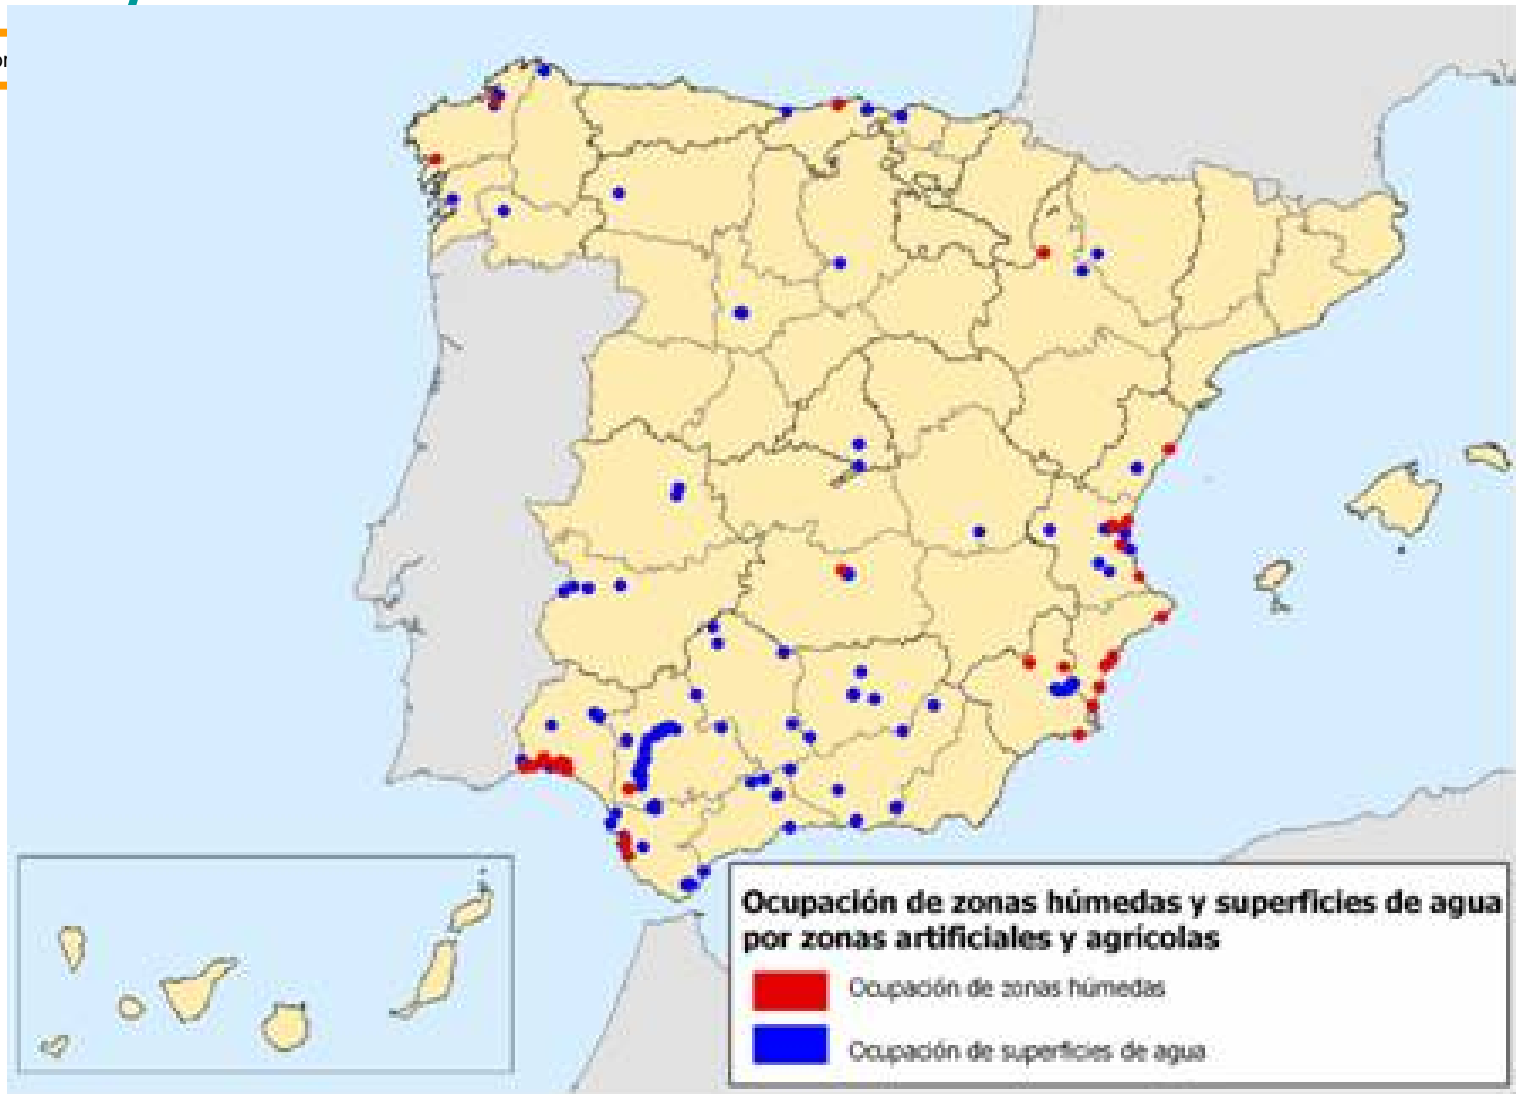 Ocupación de zonas húmedas y superficies de agua
por zonas artificiales y agrícolas
Ocupación de zonas húmedas
Ocupación de superficies de agua